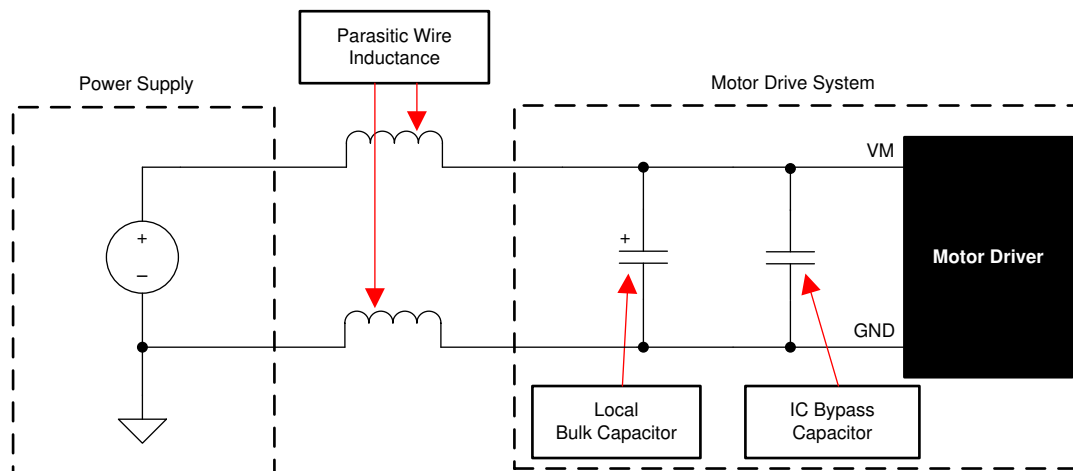 Parasitic Wire
Inductance
Power Supply
Motor Drive System
VM
+
+
–
Motor Driver
GND
Local
Bulk Capacitor
IC Bypass
Capacitor